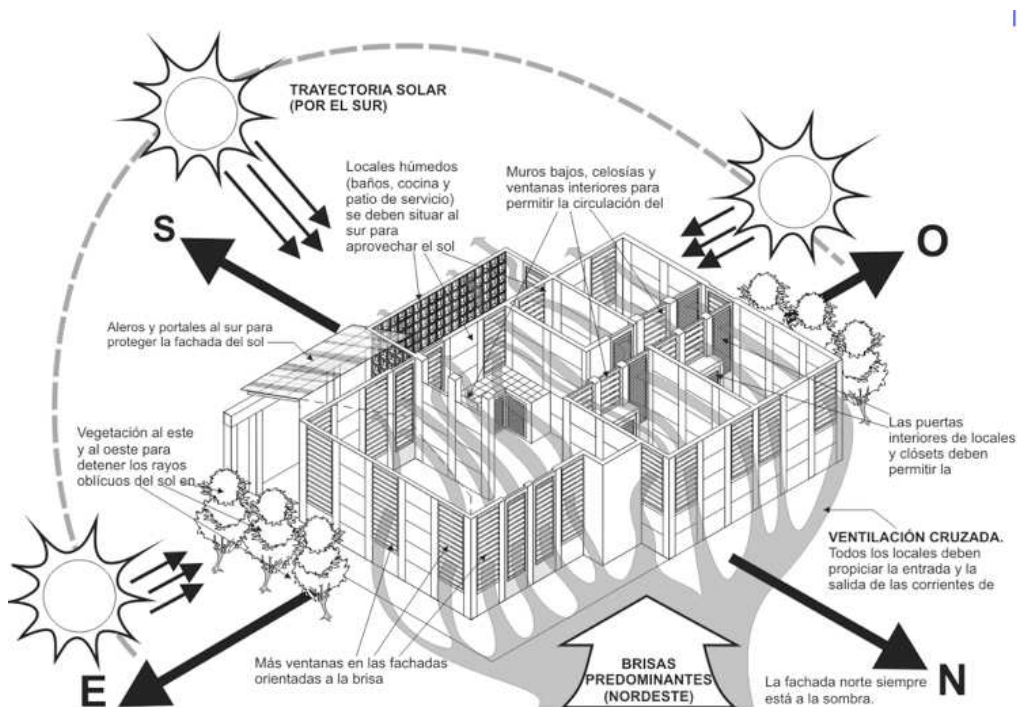 TRAYECTORIA SOLAR
(POR EL SUR)
Locales húmedos
(baños, cocina y
patio de servicio)
se deben situar al
sur para
aprovechar el sol
Muros bajos, celosías y
ventanas interiores para
permitir la circulación del
S
O
Aleros y portales al sur para
proteger la fachada del sol
Vegetación al este
y al oeste para
detener los rayos
oblícuos del sol en
Las puertas
interiores de locales
y clósets deben
permitir la
VENTILACIÓN CRUZADA.
Todos los locales deben
propiciar la entrada y la
salida de las corrientes de
E
Más ventanas en las fachadas
orientadas a la brisa
BRISAS
PREDOMINANTES
(NORDESTE)
La fachada norte siempre
está a la sombra.
N